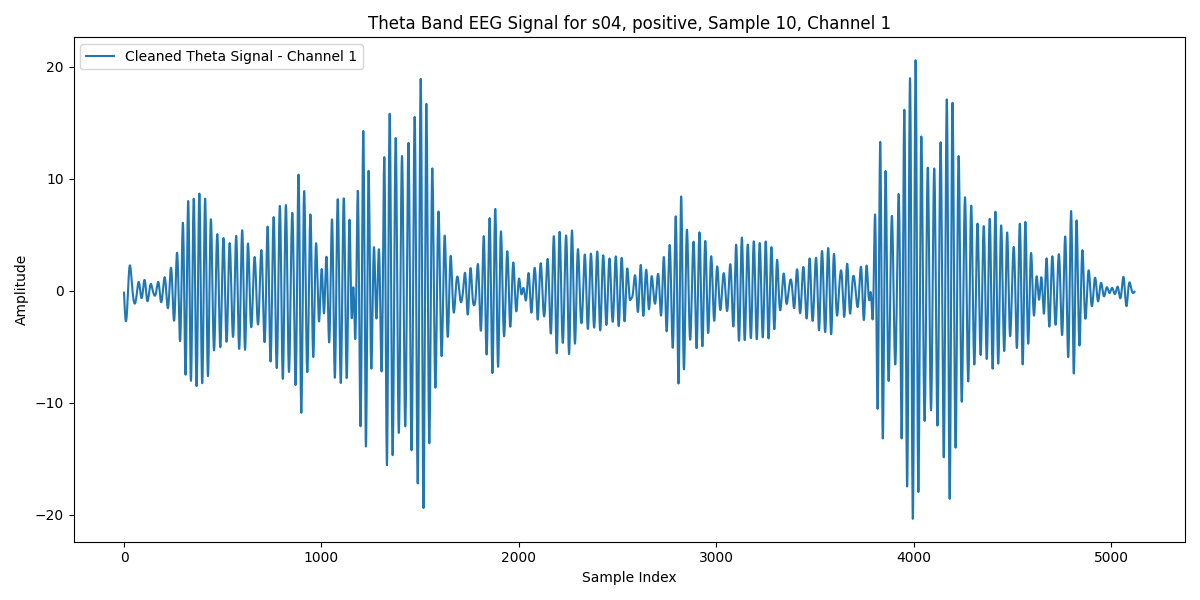 Theta Band EEG Signal for s04, positive, Sample 10, Channel 1
Cleaned Theta Signal - Channel 1
Amplitude
20
10
0
−10
−20
0 1000 2000 3000 4000 5000
Sample Index